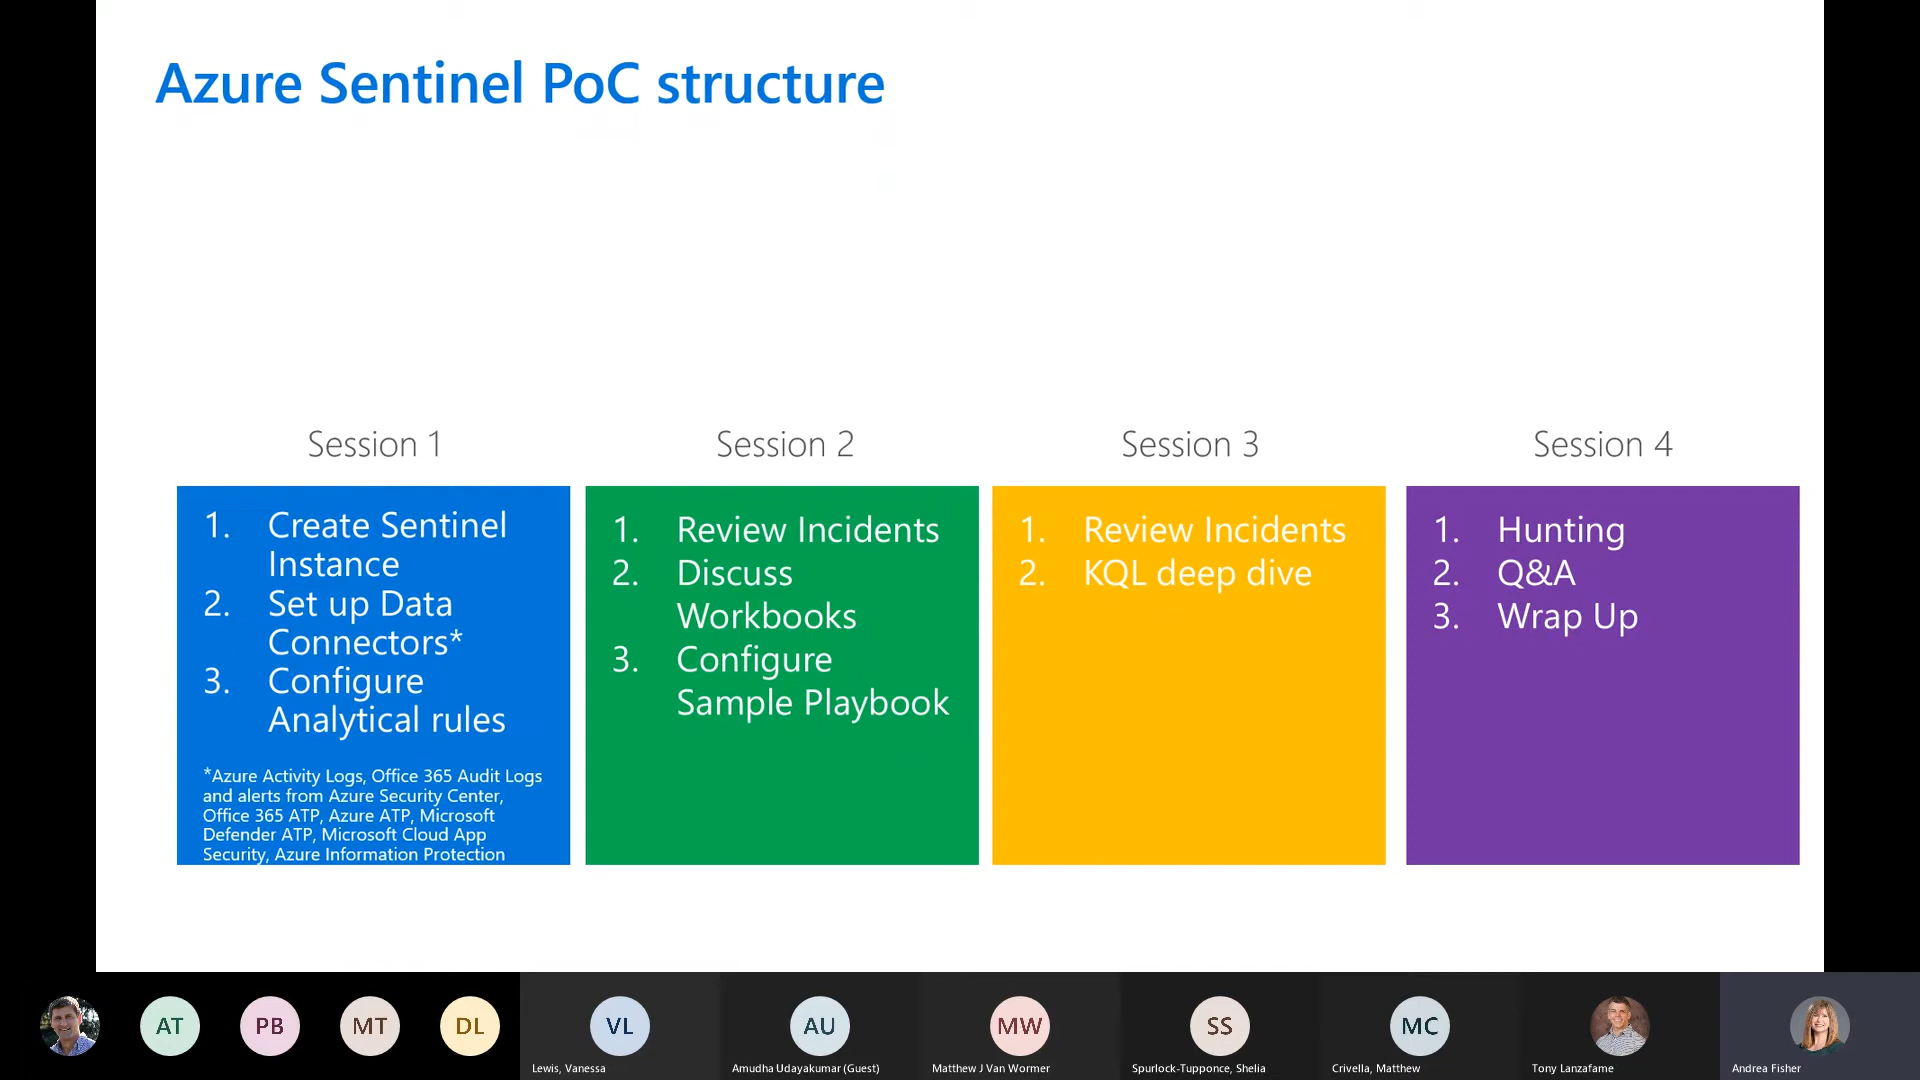 Azure Sentinel PoC structure
Session 1
1. Create Sentinel
Instance
2. Set up Data
Connectors*
3. Configure
Analytical rules
*Azure Activity Logs, Office 365 Audit Logs
and alerts from Azure Security Center,
Office 365 ATP, Azure ATP, Microsoft
Defender ATP, Microsoft Cloud App
Security, Azure Information Protection
Session 2
1. Review Incidents
2. Discuss
Workbooks
3. Configure
Sample Playbook
Session 3
1. Review Incidents
2. KQL deep dive
Session 4
1. Hunting
2. Q&A
3. Wrap Up
AT
PB
MT
DL
VL
Lewis, Vanessa
AU
Amudha Udayakumar (Guest)
MW
Matthew J Van Wormer
SS
Spurlock-Tupponce, Shelia
MC
Crivella, Matthew
Tony Lanzafame
Andrea Fisher